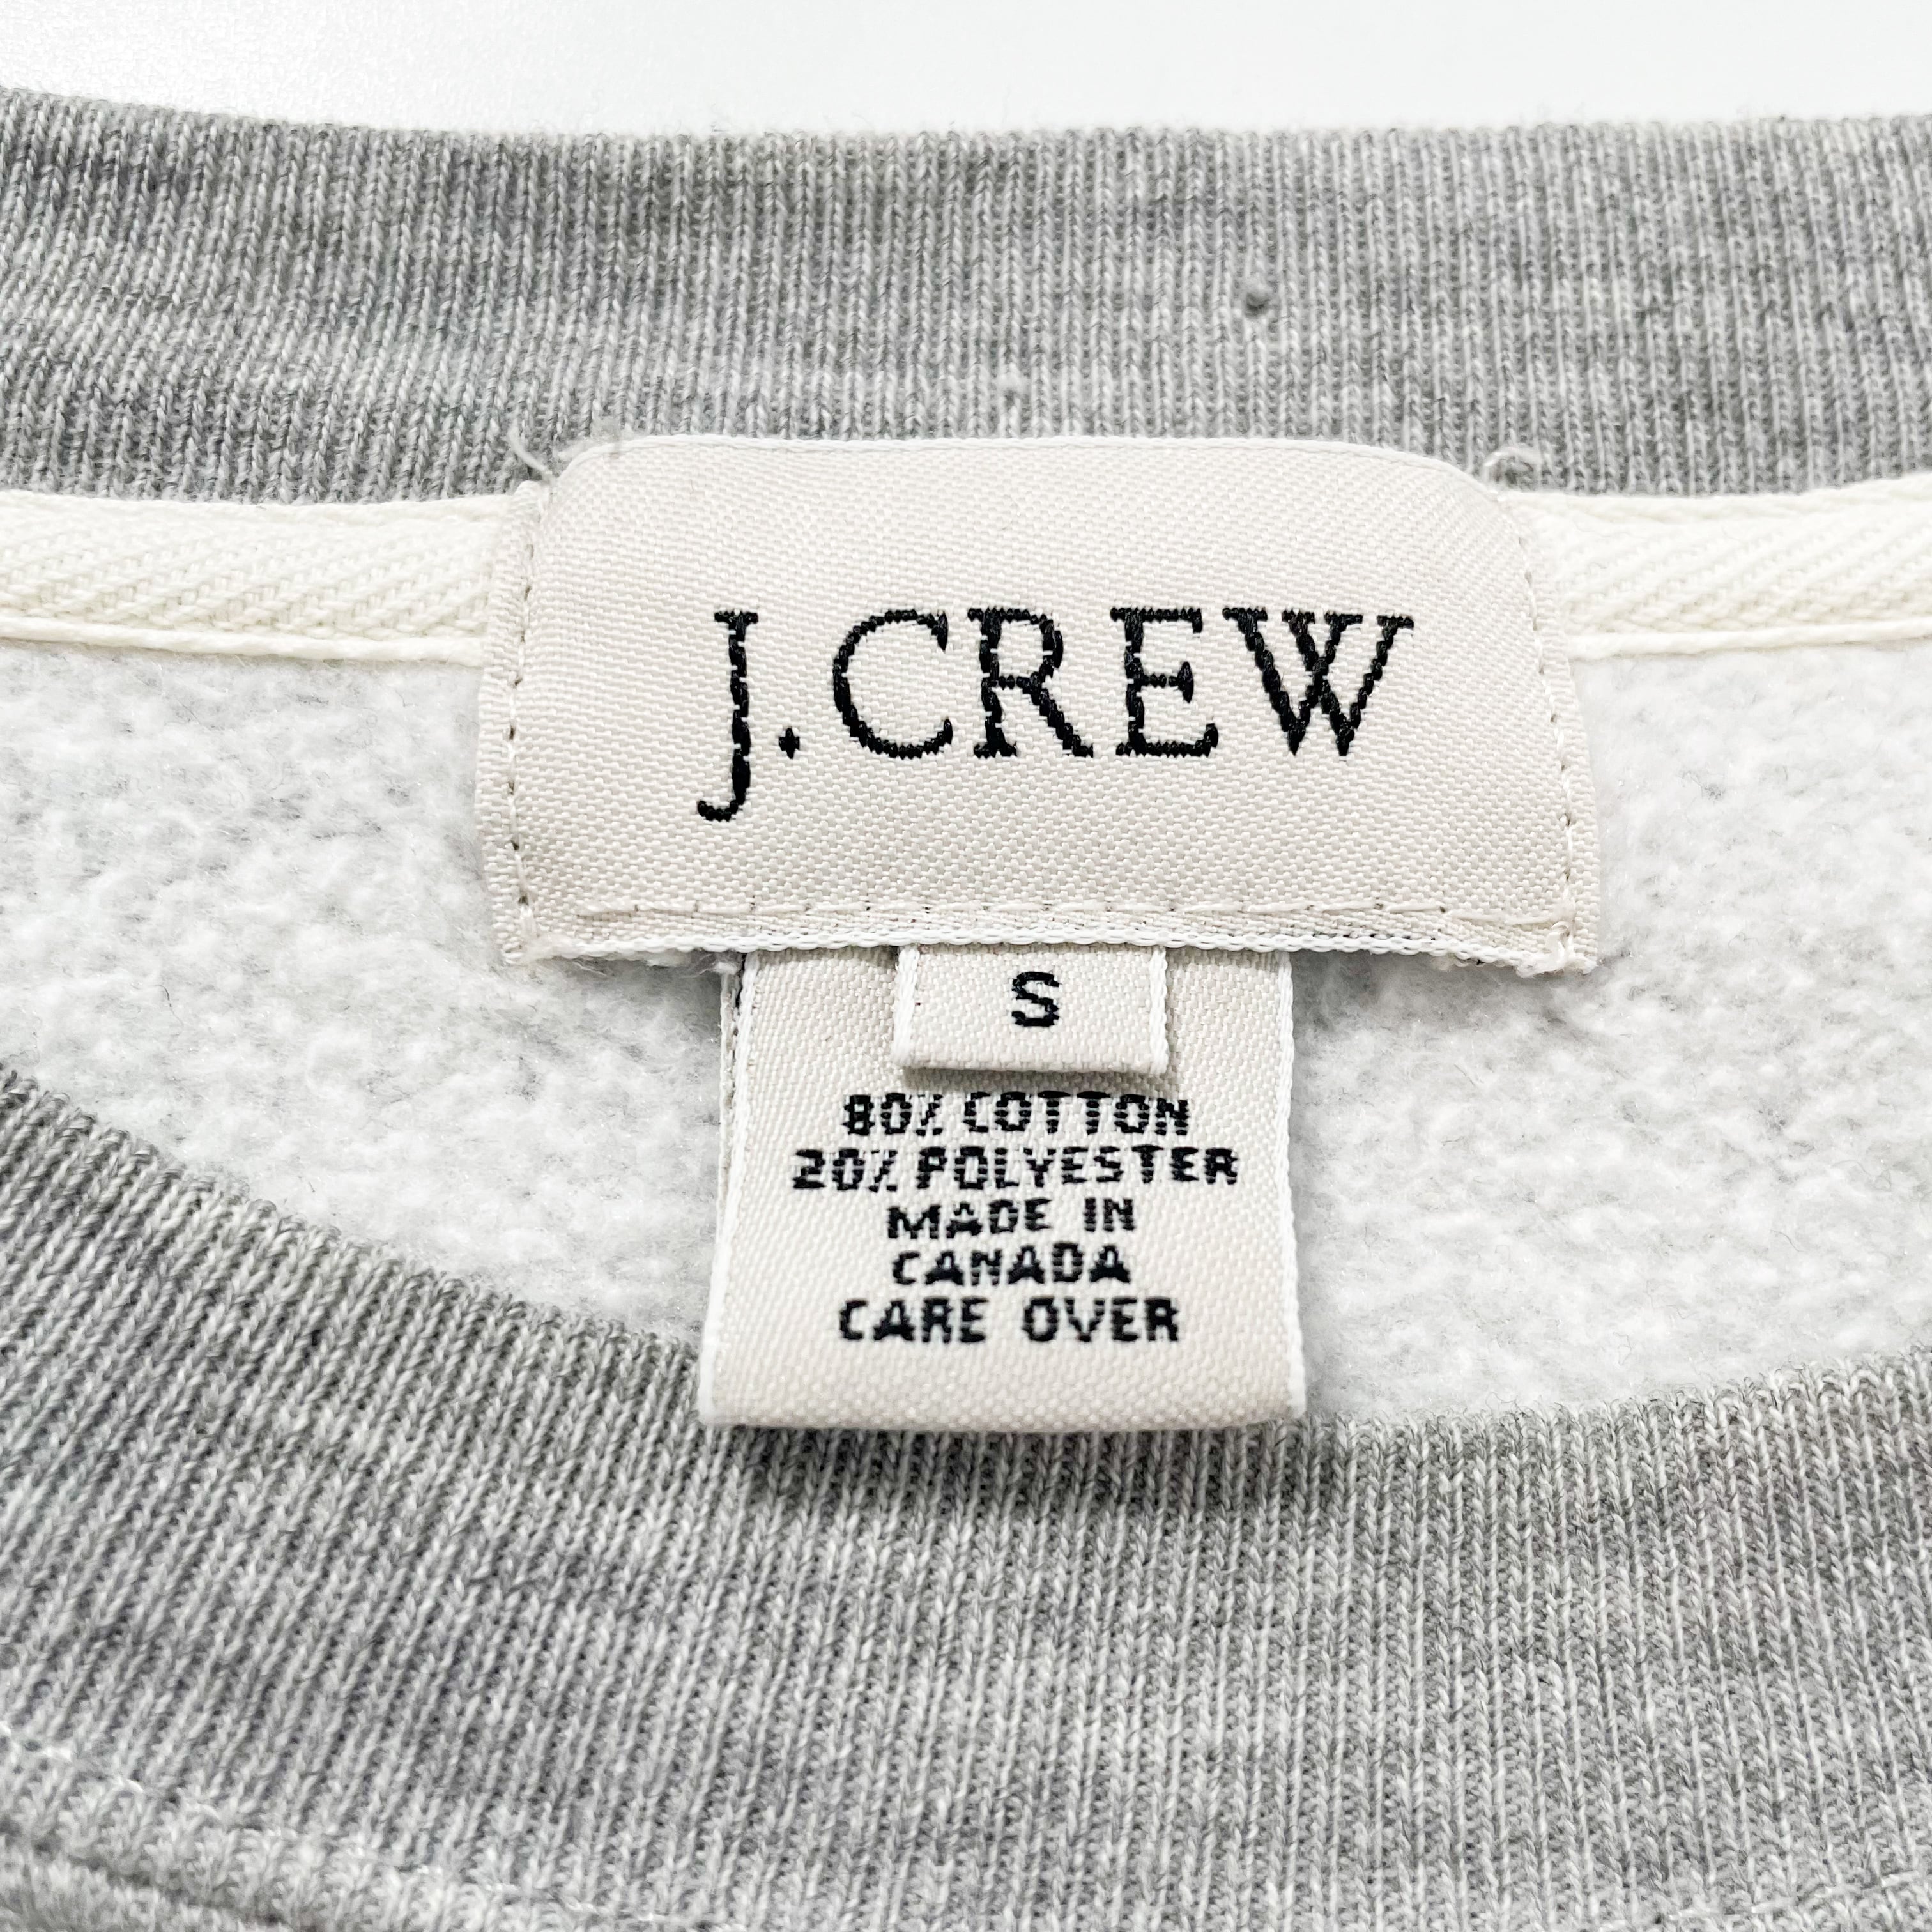 J.CREW
S
80% COTTON
20% POLYESTER
MADE IN
CANADA
CARE OVER